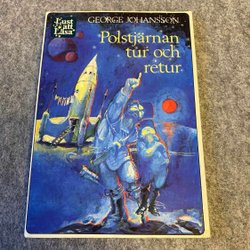 Lust
att
Läsa
GEORGE JOHANSSON
Polstjärnan
tur och
retur